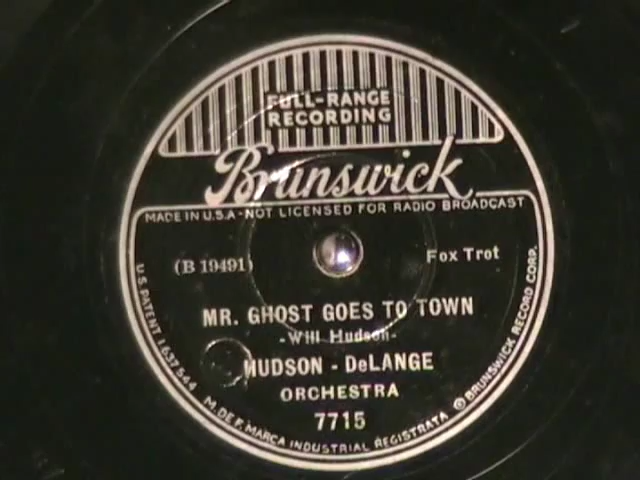 FULL-RANGE
RECORDING
Brunswick
MADE IN U.S.A-NOT LICENSED FOR RADIO BROADCAST
(B 19491) Fox Trot
MR. GHOST GOES TO TOWN
-Will Hudson-
HUDSON - DeLANGE
ORCHESTRA
7715
U.S. PATENT 1637544 M. DE F. MARCA INDUSTRIAL REGISTRATA © BRUNSWICK RECORD CORP.